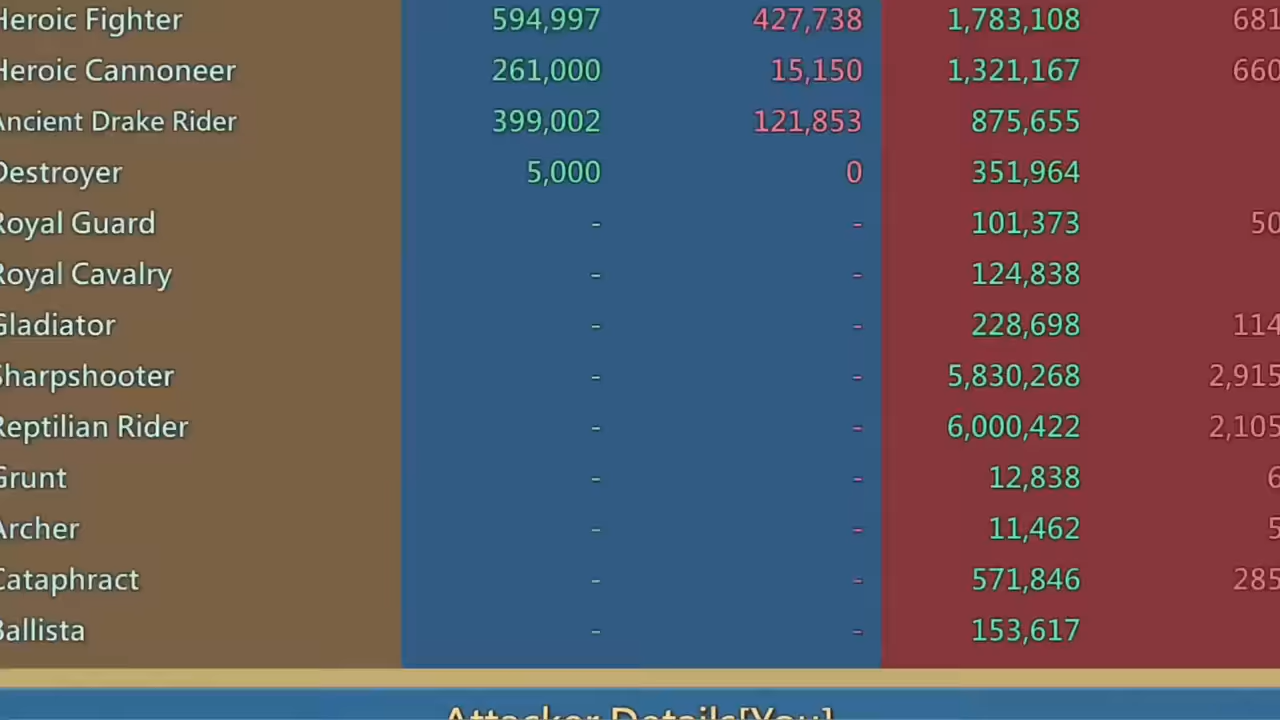 Heroic Fighter 594,997 427,738 1,783,108 681
Heroic Cannoneer 261,000 15,150 1,321,167 660
Ancient Drake Rider 399,002 121,853 875,655
Destroyer 5,000 0 351,964
Royal Guard - - 101,373 50
Royal Cavalry - - 124,838
Gladiator - - 228,698 114
Sharpshooter - - 5,830,268 2,915
Reptilian Rider - - 6,000,422 2,105
Grunt - - 12,838 6
Archer - - 11,462 5
Cataphract - - 571,846 285
Ballista - - 153,617
Attacker Details[You]